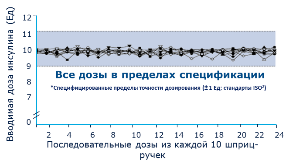 12
11
10
9
8
7
0
Вводимая доза инсулина (Ед)
Все дозы в пределах спецификации
*Специфицированные пределы точности дозирования (±1 Ед; стандарты ISO²)
2 4 6 8 10 12 14 16 18 20 22 24
Последовательные дозы из каждой 10 шприц-
ручек